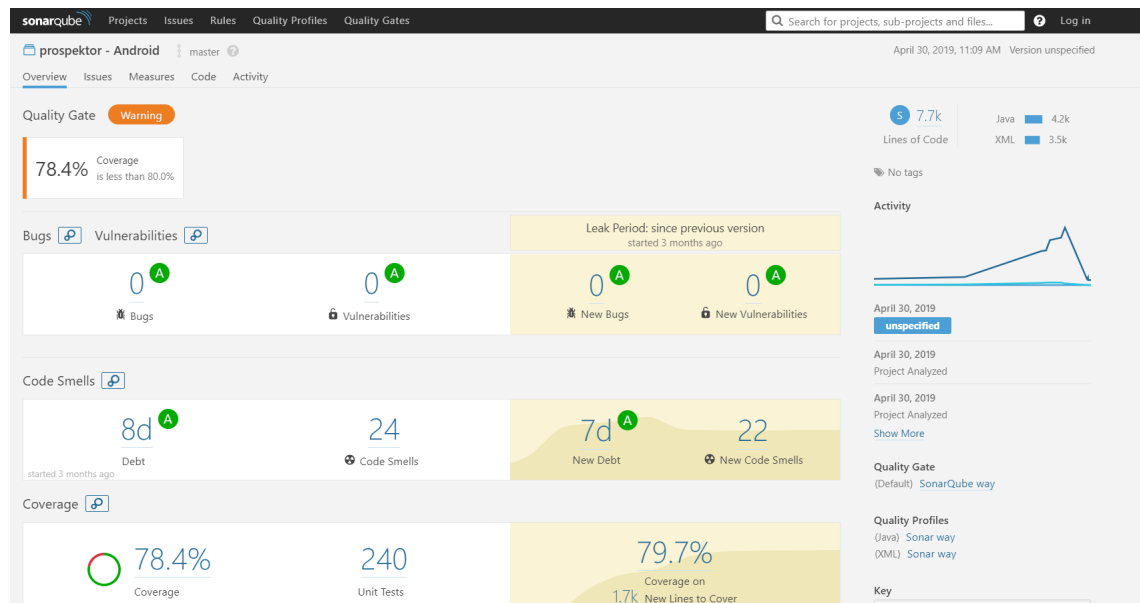 sonarqube Projects Issues Rules Quality Profiles Quality Gates Search for projects, sub-projects and files... ? Log in
prospektor - Android master ? April 30, 2019, 11:09 AM Version unspecified
Overview Issues Measures Code Activity
Quality Gate Warning
78.4% Coverage
is less than 80.0%
S 7.7k
Lines of Code
Java 4.2k
XML 3.5k
No tags
Bugs Vulnerabilities
Leak Period: since previous version
started 3 months ago
0 A
Bugs
0 A
Vulnerabilities
0 A
New Bugs
0 A
New Vulnerabilities
Code Smells
8d A
Debt
started 3 months ago
24
Code Smells
7d A
New Debt
22
New Code Smells
Coverage
78.4%
Coverage
240
Unit Tests
79.7%
Coverage on
1.7k New Lines to Cover
Activity
April 30, 2019
unspecified
April 30, 2019
Project Analyzed
April 30, 2019
Project Analyzed
Show More
Quality Gate
(Default) SonarQube way
Quality Profiles
(Java) Sonar way
(XML) Sonar way
Key